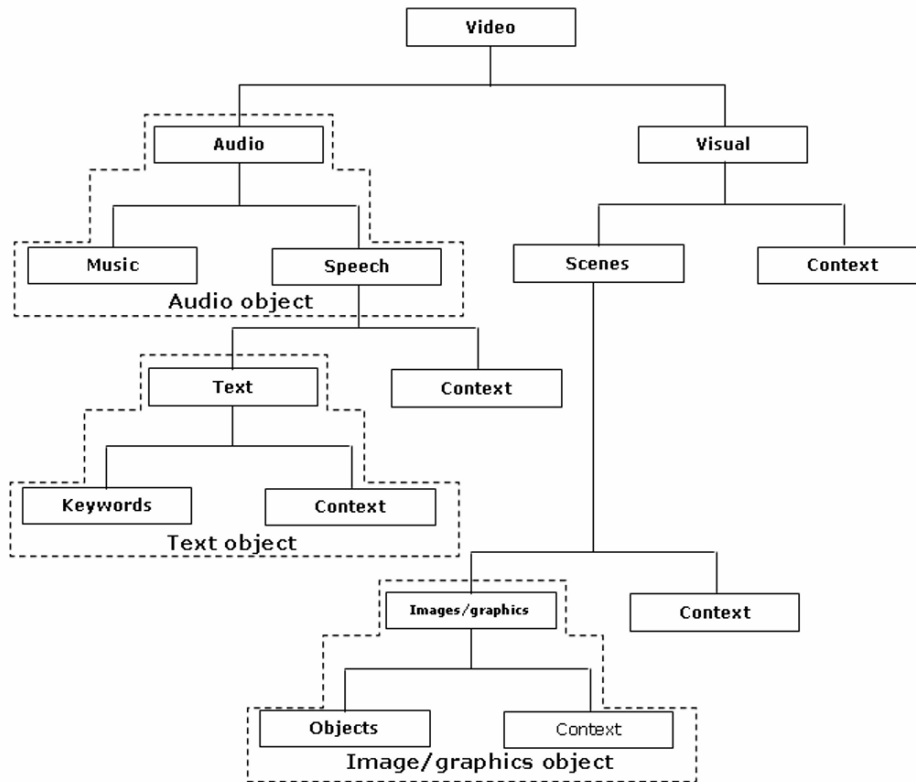 Video
Audio
Visual
Music
Speech
Scenes
Context
Audio object
Text
Context
Keywords
Context
Text object
Images/graphics
Context
Objects
Context
Image/graphics object